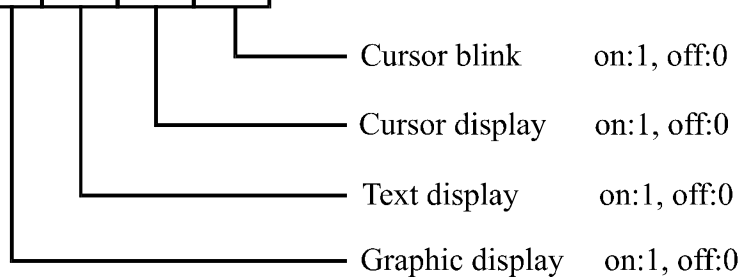 Cursor blink on:1, off:0
Cursor display on:1, off:0
Text display on:1, off:0
Graphic display on:1, off:0